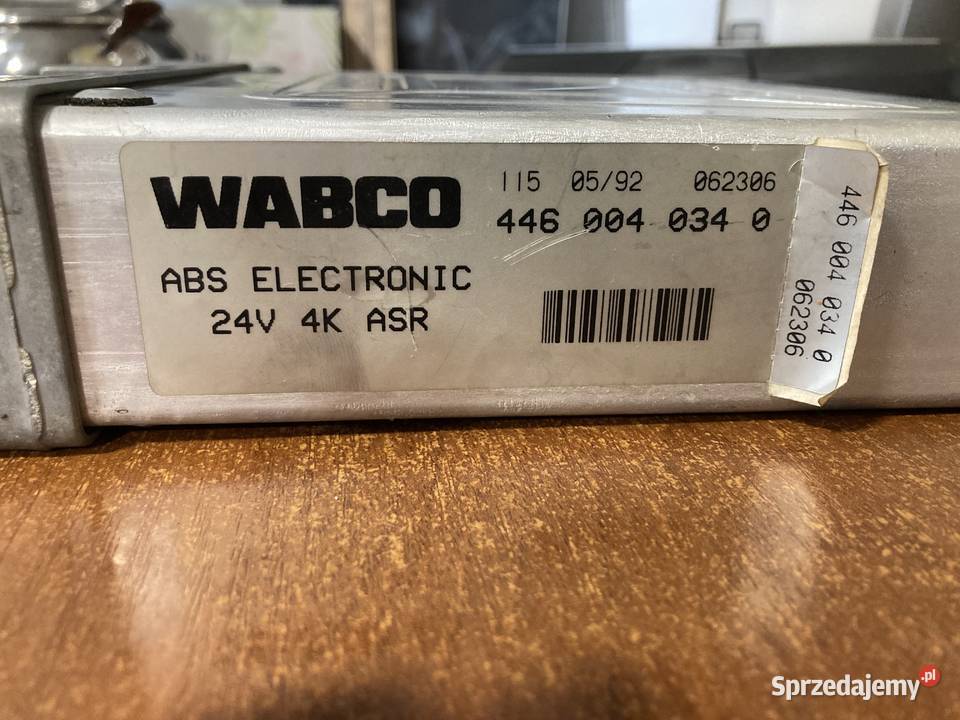 WABCO
115 05/92 062306
446 004 034 0
ABS ELECTRONIC
24V 4K ASR
446 004 034 0
062306
Sprzedajemy.pl